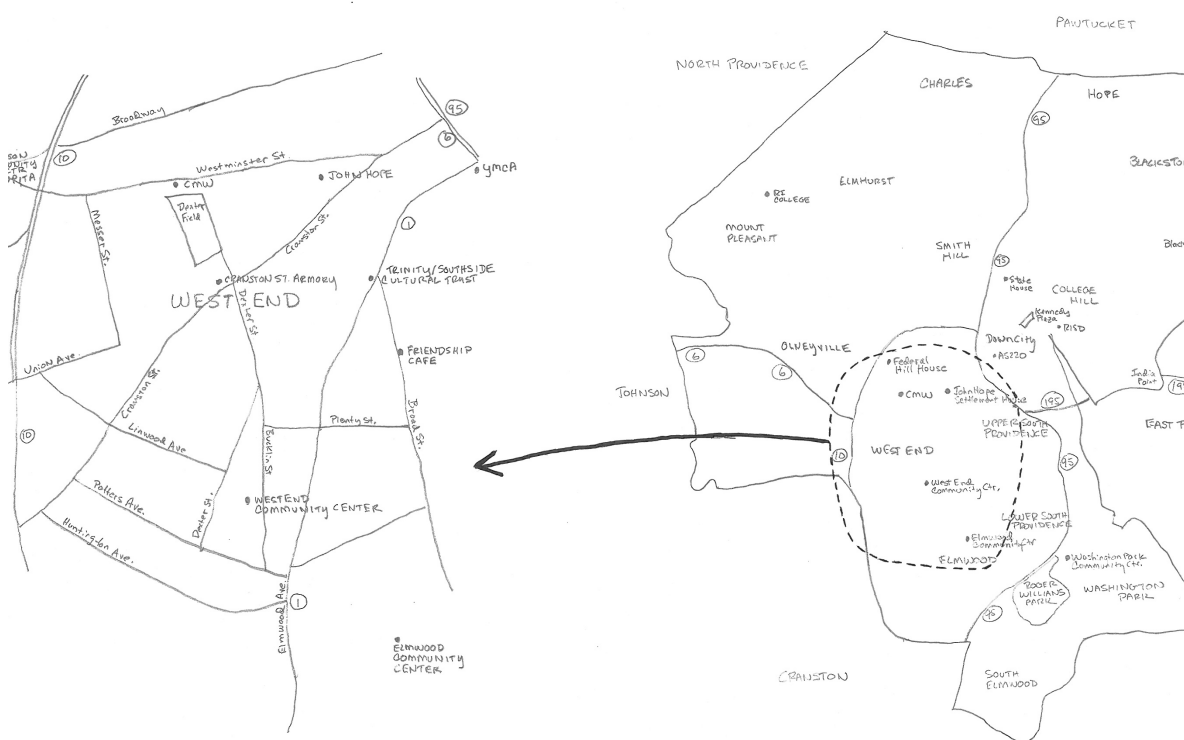 Broadway
95
6
10
SON
UNITY
CTR
RITA
Westminster St.
CMW
JOHN HOPE
YMCA
Dexter
Field
Messer St.
Cranston St.
1
CRANSTON ST. ARMORY
TRINITY/SOUTHSIDE
CULTURAL TRUST
WEST END
Dexter St
FRIENDSHIP
CAFE
Union Ave.
Cranston St.
Linwood Ave
Plenty St.
Broad St.
Bucklin St
10
Potters Ave.
Dexter St.
WEST END
COMMUNITY CENTER
Huntington Ave.
1
Elmwood Ave.
ELMWOOD
COMMUNITY
CENTER
PAWTUCKET
NORTH PROVIDENCE
CHARLES
HOPE
95
BLACKSTO
ELMHURST
RI
COLLEGE
MOUNT
PLEASANT
SMITH
HILL
95
State
House
COLLEGE
HILL
Kennedy
Plaza
RISD
DOWNCITY
AS220
OLNEYVILLE
6
6
Federal
Hill House
India
Point
195
195
JOHNSON
CMW
John Hope
Settlement House
UPPER SOUTH
PROVIDENCE
EAST P
10
WEST END
95
West End
Community Ctr.
LOWER SOUTH
PROVIDENCE
Elmwood
Community Ctr
ELMWOOD
Washington Park
Community Ctr.
ROGER
WILLIANS
PARK
WASHINGTON
PARK
95
CRANSTON
SOUTH
ELMWOOD